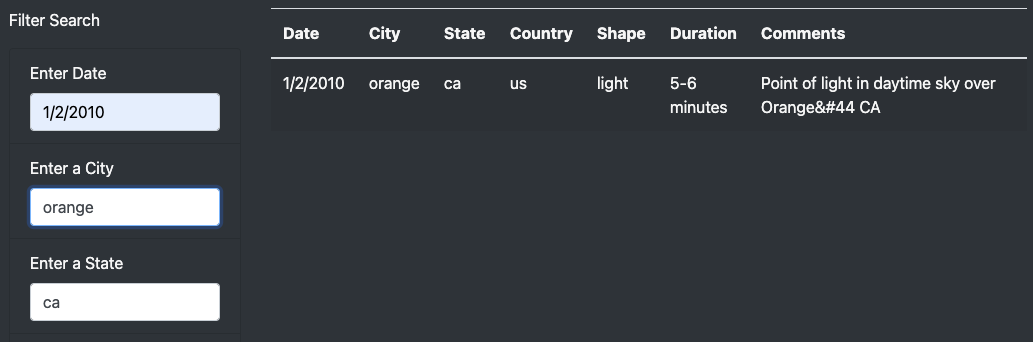 Filter Search
Enter Date
1/2/2010
Enter a City
orange
Enter a State
ca
Date City State Country Shape Duration Comments
1/2/2010 orange ca us light 5-6 Point of light in daytime sky over
minutes Orange&#44 CA